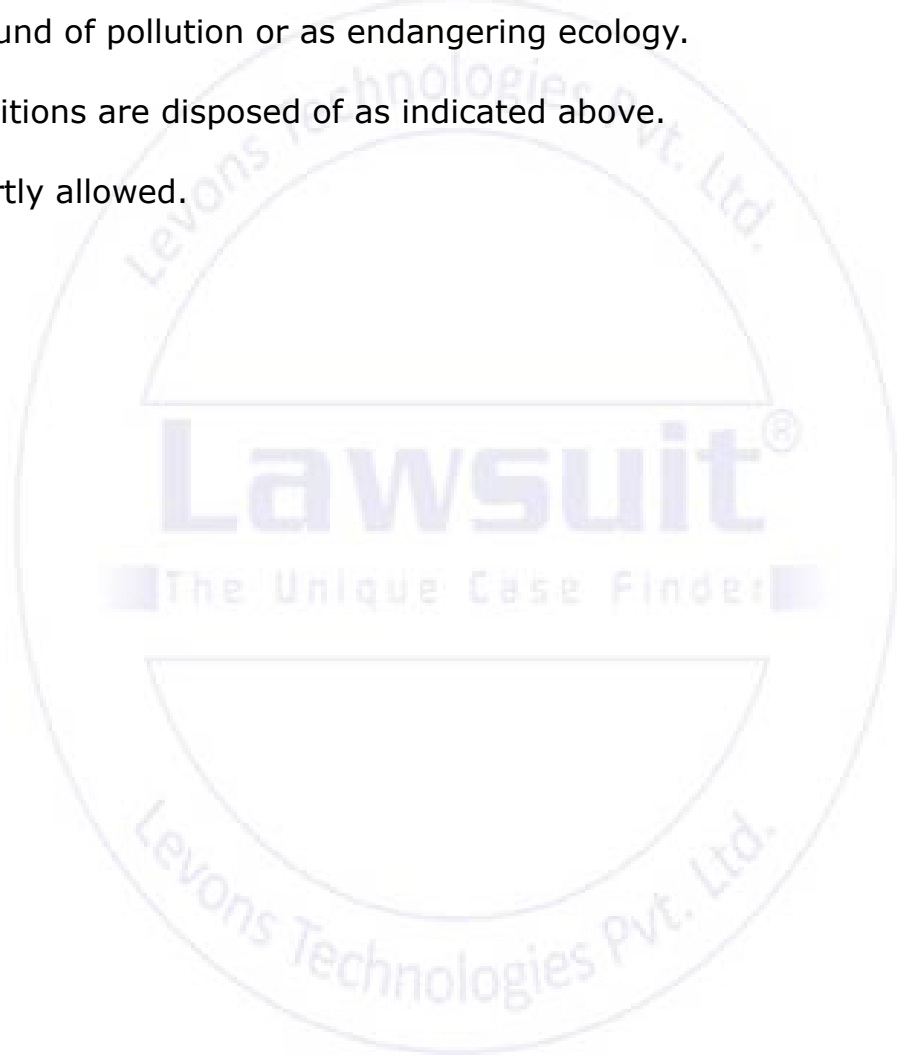 und of pollution or as endangering ecology.
itions are disposed of as indicated above.
rtly allowed.
Levons Technologies Pvt. Ltd.
Lawsuit®
The Unique Case Finder
Levons Technologies Pvt. Ltd.